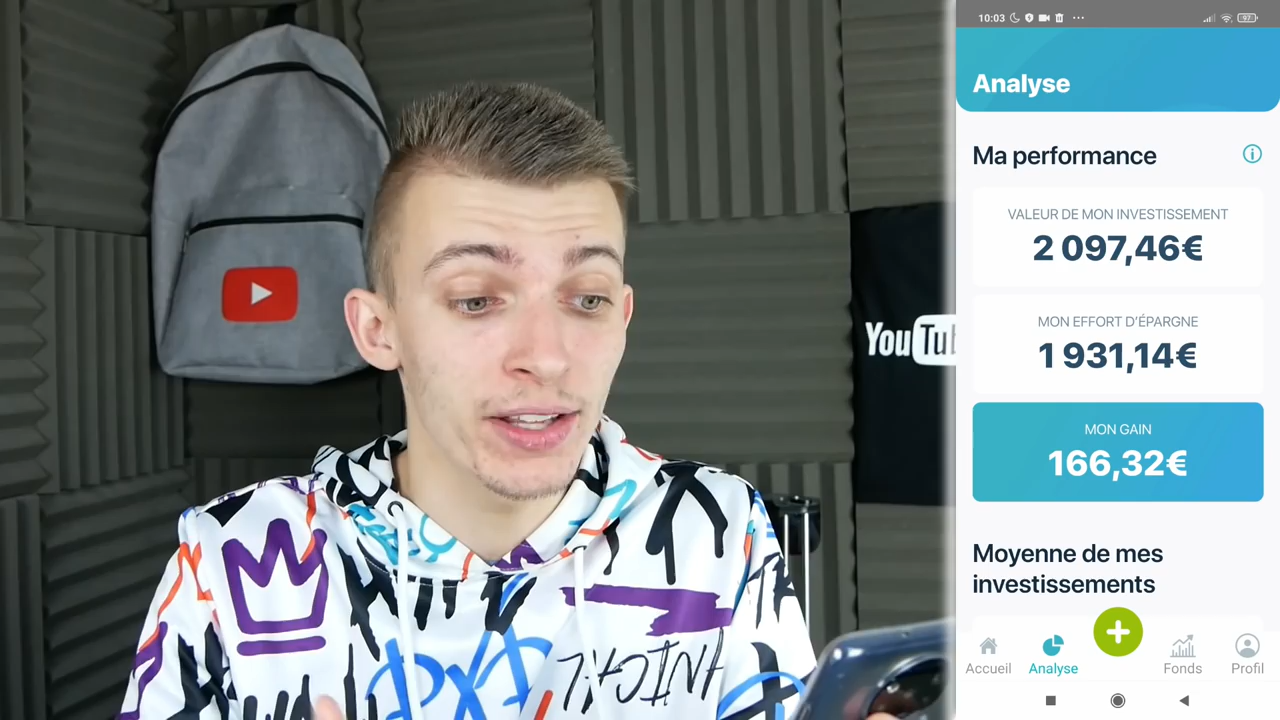 10:03
97
Analyse
Ma performance
VALEUR DE MON INVESTISSEMENT
2 097,46€
MON EFFORT D'ÉPARGNE
1 931,14€
MON GAIN
166,32€
Moyenne de mes
investissements
Accueil
Analyse
Fonds
Profil
YouTub